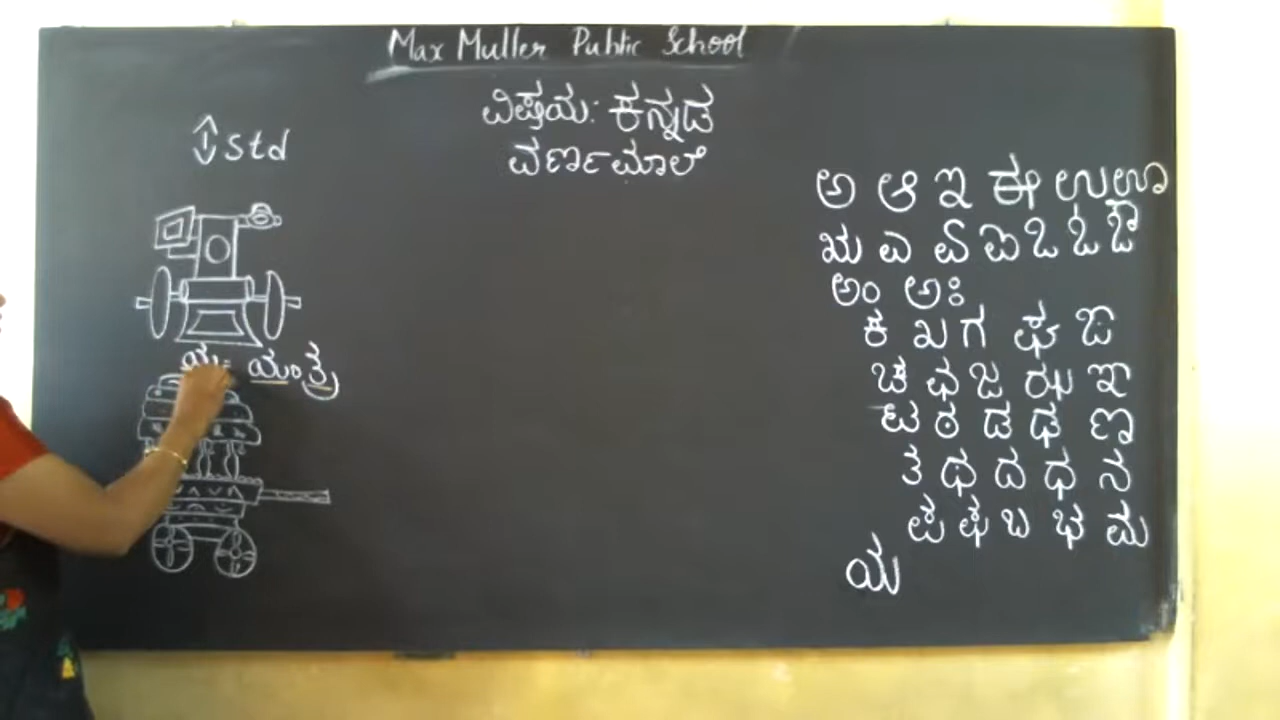 Max Muller Public School
ವಿಷಯ: ಕನ್ನಡ
ವರ್ಣಮಾಲೆ
I Std
ಅ ಆ ಇ ಈ ಉ ಊ
ಋ ಎ ಏ ಐ ಒ ಓ ಔ
ಅಂ ಅಃ
ಕ ಖ ಗ ಘ ಙ
ಚ ಛ ಜ ಝ ಞ
ಟ ಠ ಡ ಢ ಣ
ತ ಥ ದ ಧ ನ
ಪ ಫ ಬ ಭ ಮ
ಯ
ಯ: ಯಂತ್ರ